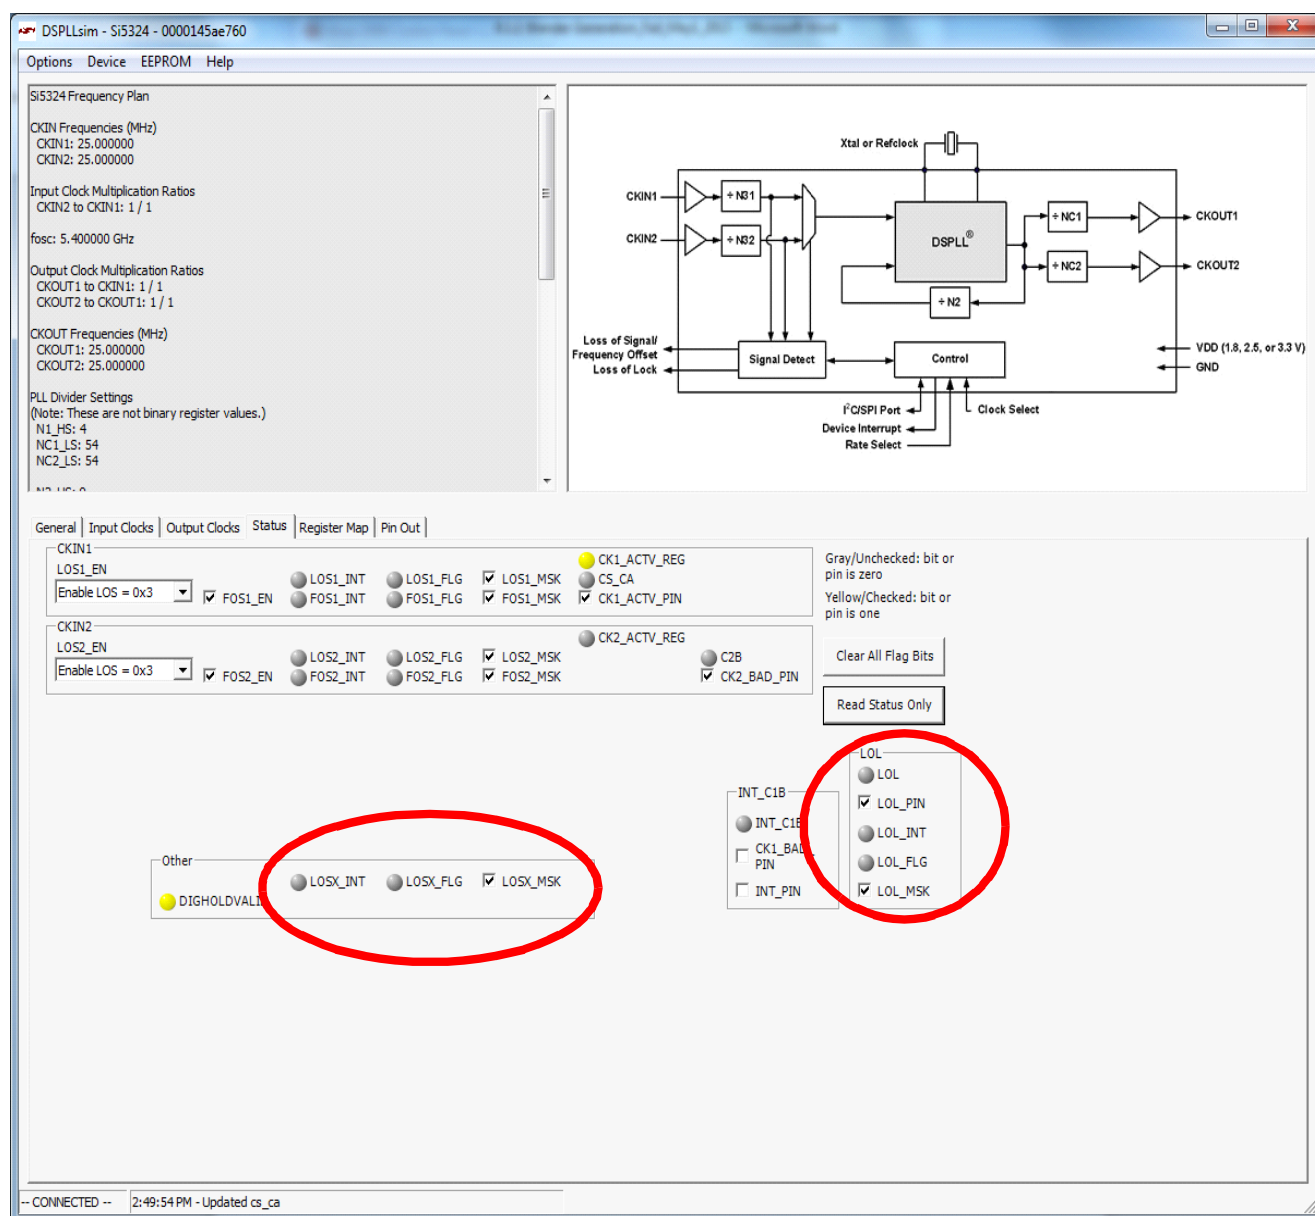 DSPLLsim - Si5324 - 0000145ae760
Options Device EEPROM Help
Si5324 Frequency Plan
CKIN Frequencies (MHz)
CKIN1: 25.000000
CKIN2: 25.000000
Input Clock Multiplication Ratios
CKIN2 to CKIN1: 1 / 1
fosc: 5.400000 GHz
Output Clock Multiplication Ratios
CKOUT1 to CKIN1: 1 / 1
CKOUT2 to CKOUT1: 1 / 1
CKOUT Frequencies (MHz)
CKOUT1: 25.000000
CKOUT2: 25.000000
PLL Divider Settings
(Note: These are not binary register values.)
N1_HS: 4
NC1_LS: 54
NC2_LS: 54
Xtal or Refclock
CKIN1
÷ N31
÷ NC1
CKOUT1
CKIN2
÷ N32
DSPLL®
÷ NC2
CKOUT2
÷ N2
Loss of Signal/
Frequency Offset
Loss of Lock
Signal Detect
Control
VDD (1.8, 2.5, or 3.3 V)
GND
I²C/SPI Port
Clock Select
Device Interrupt
Rate Select
General Input Clocks Output Clocks Status Register Map Pin Out
CKIN1
LOS1_EN
Enable LOS = 0x3
FOS1_EN
LOS1_INT LOS1_FLG LOS1_MSK
FOS1_INT FOS1_FLG FOS1_MSK
CK1_ACTV_REG
CS_CA
CK1_ACTV_PIN
CKIN2
LOS2_EN
Enable LOS = 0x3
FOS2_EN
LOS2_INT LOS2_FLG LOS2_MSK
FOS2_INT FOS2_FLG FOS2_MSK
CK2_ACTV_REG
C2B
CK2_BAD_PIN
Gray/Unchecked: bit or
pin is zero
Yellow/Checked: bit or
pin is one
Clear All Flag Bits
Read Status Only
LOL
LOL
LOL_PIN
LOL_INT
LOL_FLG
LOL_MSK
INT_C1B
INT_C1B
CK1_BAD_
PIN
INT_PIN
Other
DIGHOLDVALI
LOSX_INT LOSX_FLG LOSX_MSK
-- CONNECTED -- 2:49:54 PM - Updated cs_ca